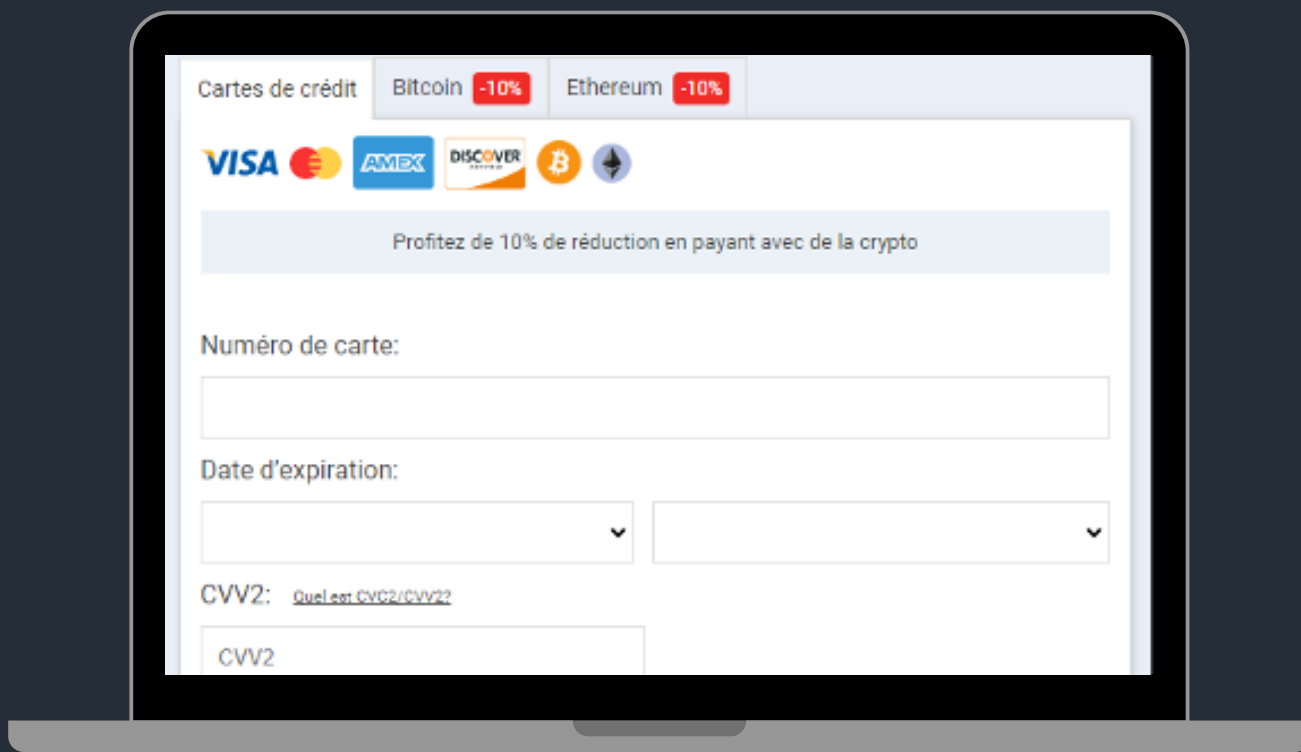 Cartes de crédit Bitcoin -10% Ethereum -10%
VISA AMEX DISCOVER
Profitez de 10% de réduction en payant avec de la crypto
Numéro de carte:
Date d'expiration:
CVV2: Quel est CVC2/CVV2?
CVV2